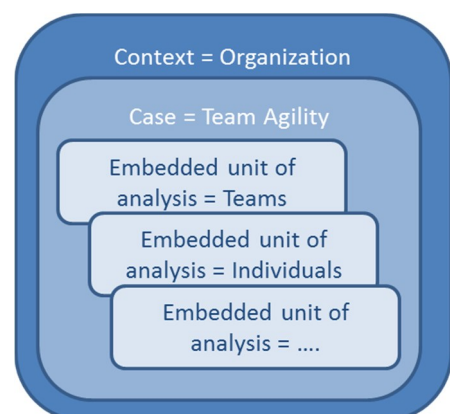 Context = Organization
Case = Team Agility
Embedded unit of
analysis = Teams
Embedded unit of
analysis = Individuals
Embedded unit of
analysis = ....